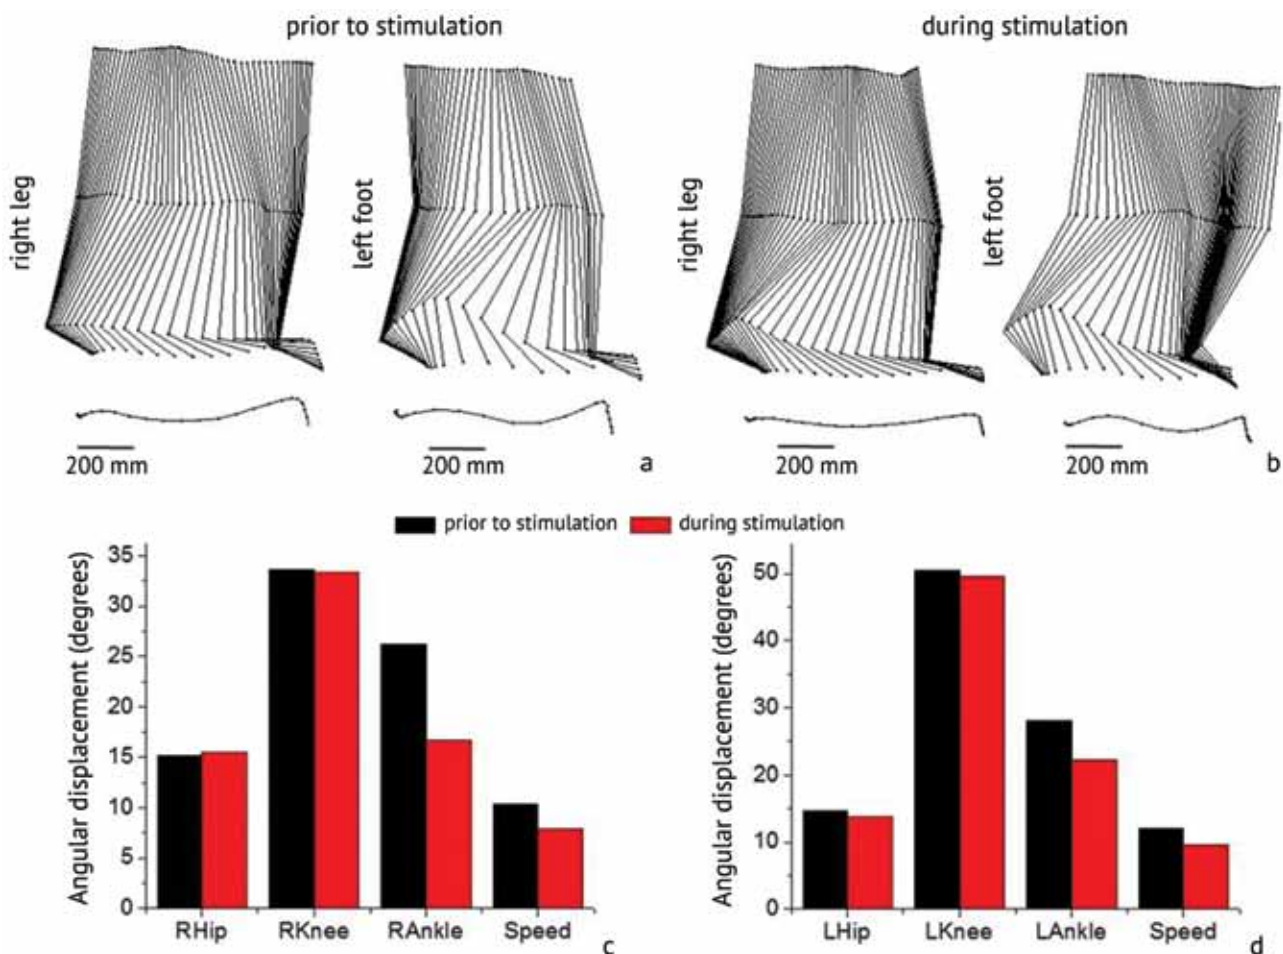 prior to stimulation
during stimulation
right leg
left foot
right leg
left foot
200 mm
200 mm
a
200 mm
200 mm
b
prior to stimulation
during stimulation
Angular displacement (degrees)
35
30
25
20
15
10
5
0
RHip
RKnee
RAnkle
Speed
c
Angular displacement (degrees)
50
40
30
20
10
0
LHip
LKnee
LAnkle
Speed
d